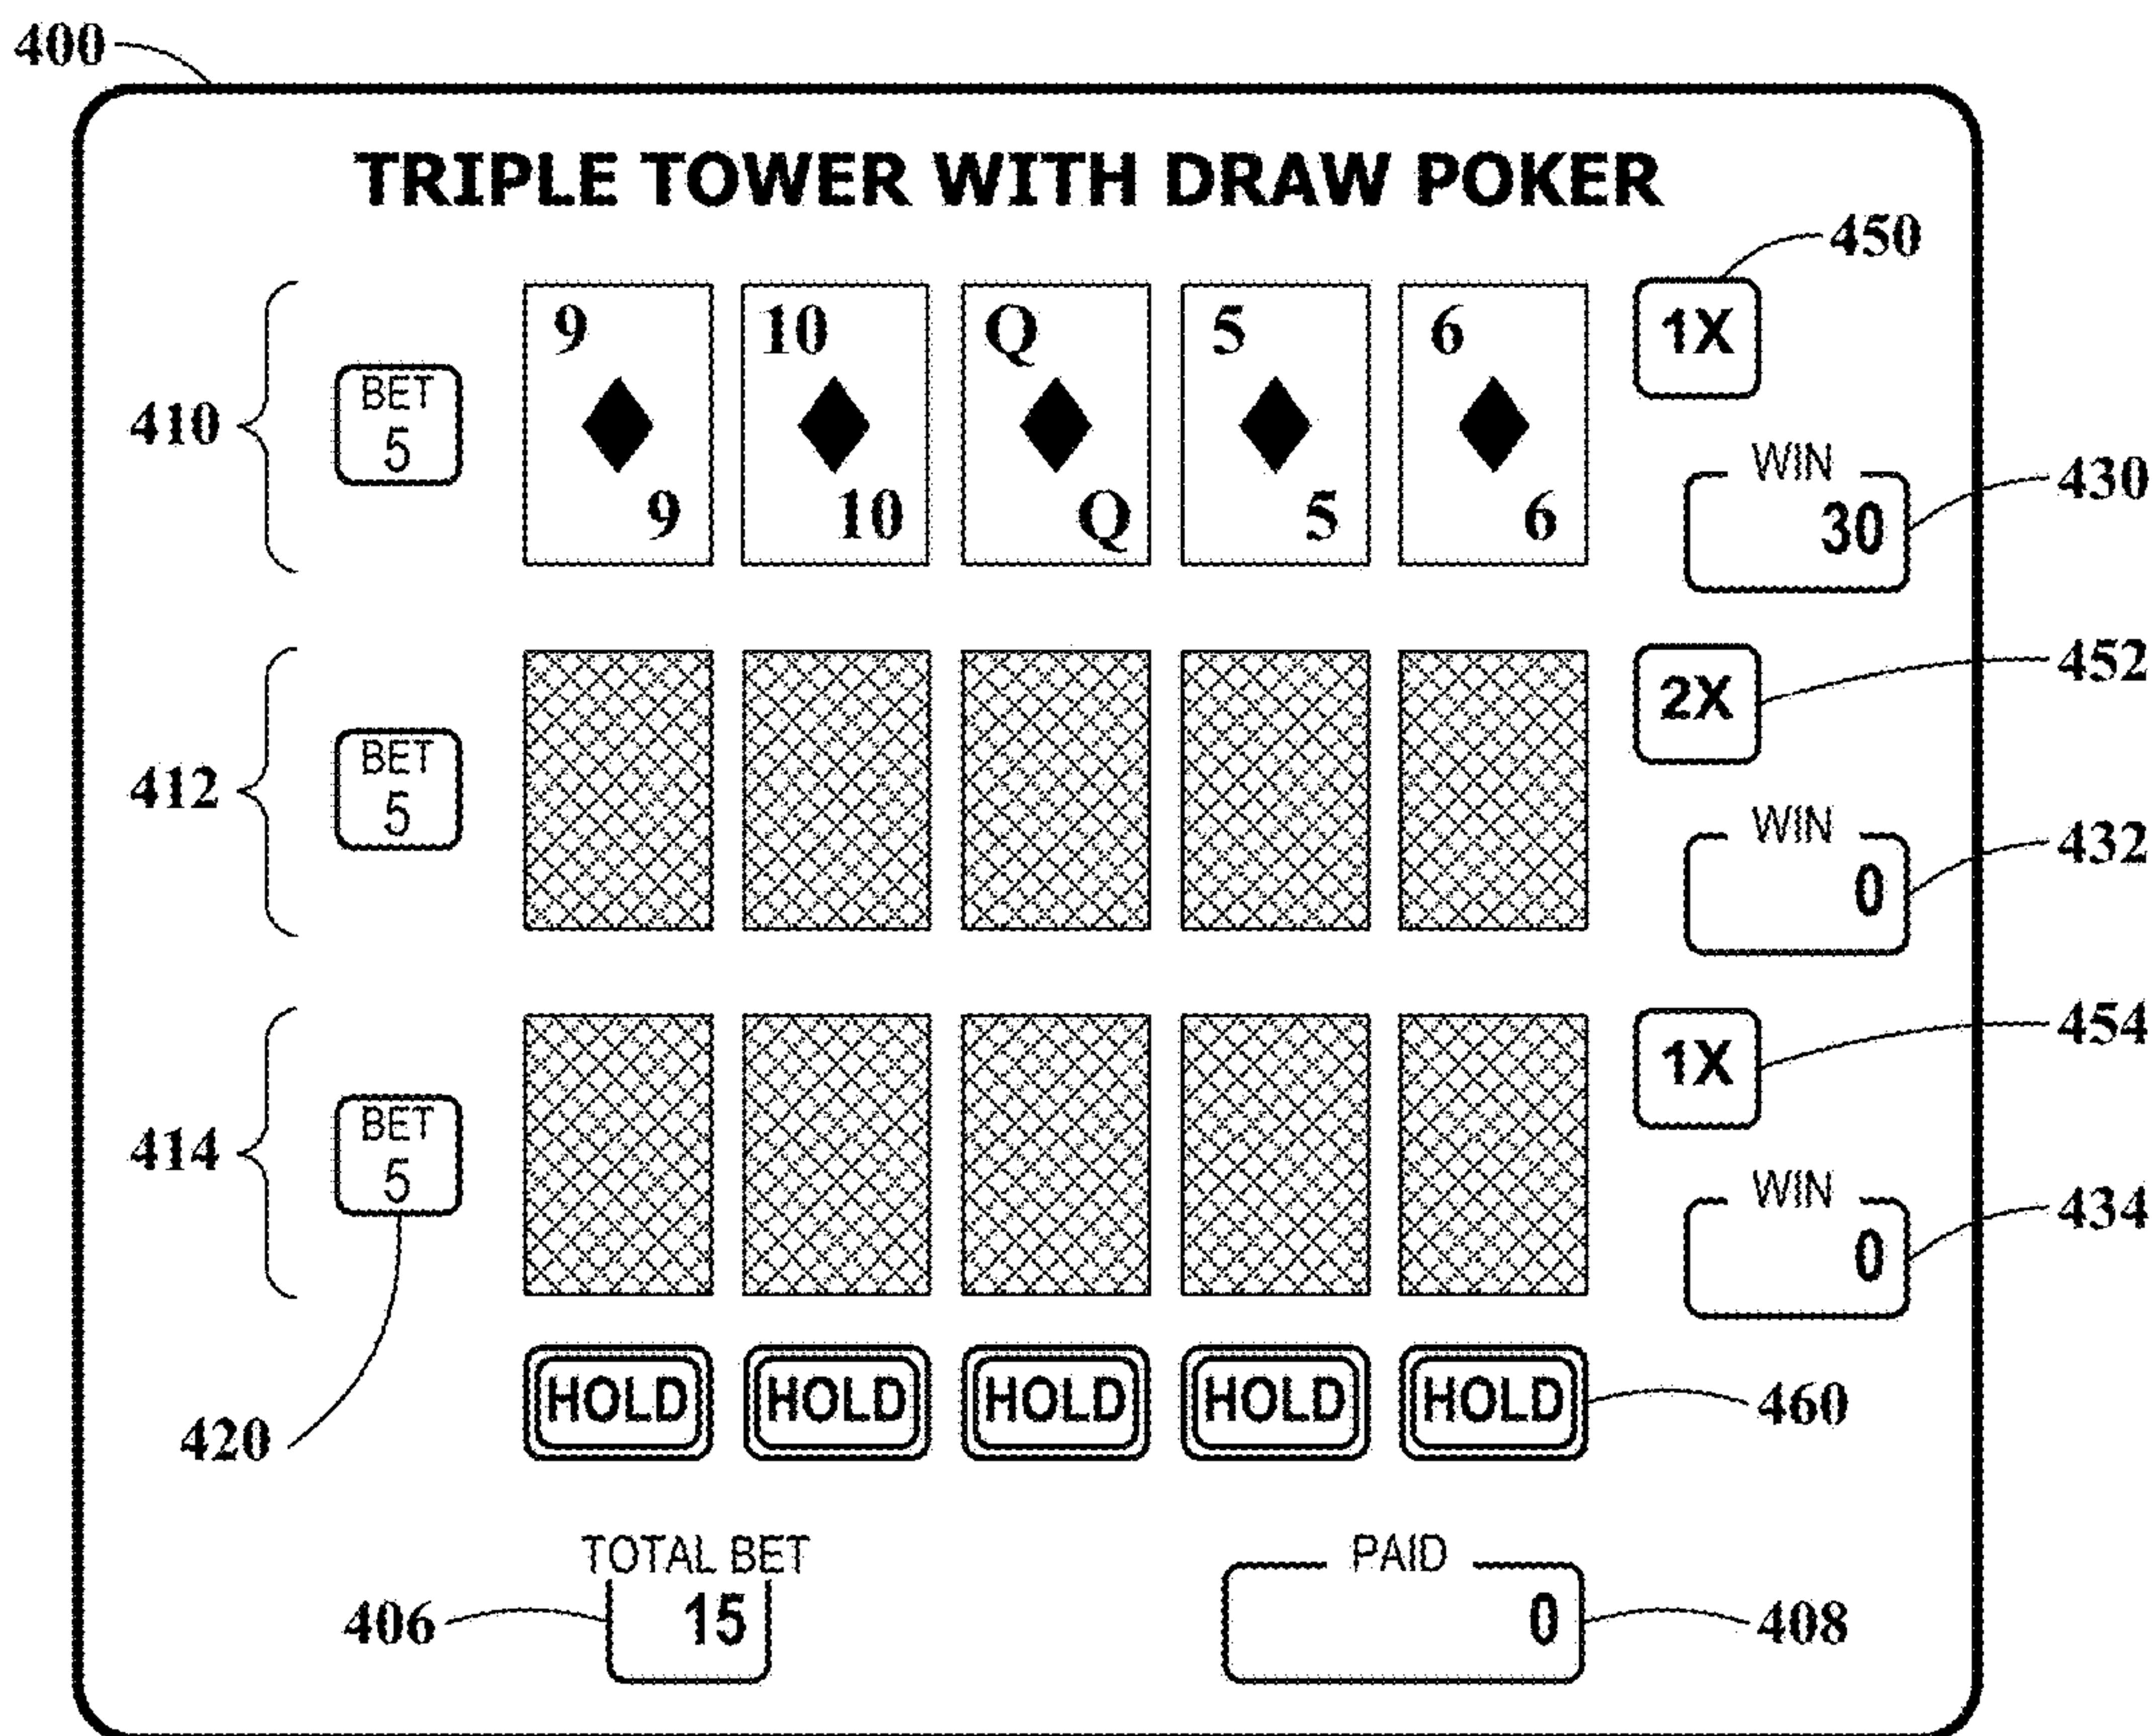 400
TRIPLE TOWER WITH DRAW POKER
450
9 10 Q 5 6 1X
410 BET
5
WIN
30 430
9 10 Q 5 6
452
2X
412 BET
5
WIN
0 432
454
1X
414 BET
5
WIN
0 434
HOLD HOLD HOLD HOLD HOLD 460
420
TOTAL BET PAID
406 15 0 408